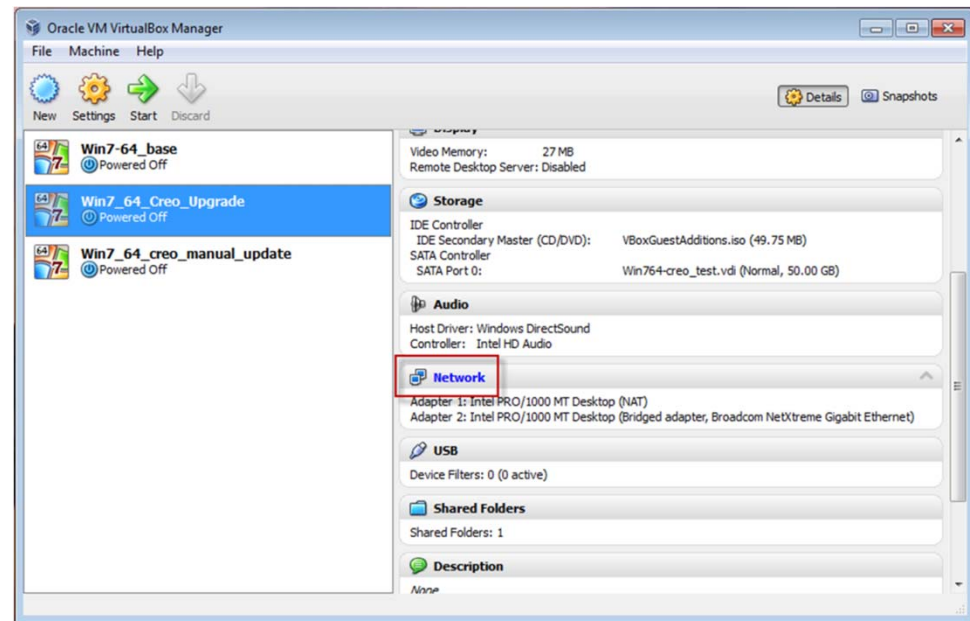 Oracle VM VirtualBox Manager
File Machine Help
New Settings Start Discard
Details Snapshots
Win7-64_base
Powered Off
Win7_64_Creo_Upgrade
Powered Off
Win7_64_creo_manual_update
Powered Off
Display
Video Memory: 27 MB
Remote Desktop Server: Disabled
Storage
IDE Controller
IDE Secondary Master (CD/DVD): VBoxGuestAdditions.iso (49.75 MB)
SATA Controller
SATA Port 0: Win764-creo_test.vdi (Normal, 50.00 GB)
Audio
Host Driver: Windows DirectSound
Controller: Intel HD Audio
Network
Adapter 1: Intel PRO/1000 MT Desktop (NAT)
Adapter 2: Intel PRO/1000 MT Desktop (Bridged adapter, Broadcom NetXtreme Gigabit Ethernet)
USB
Device Filters: 0 (0 active)
Shared Folders
Shared Folders: 1
Description
None